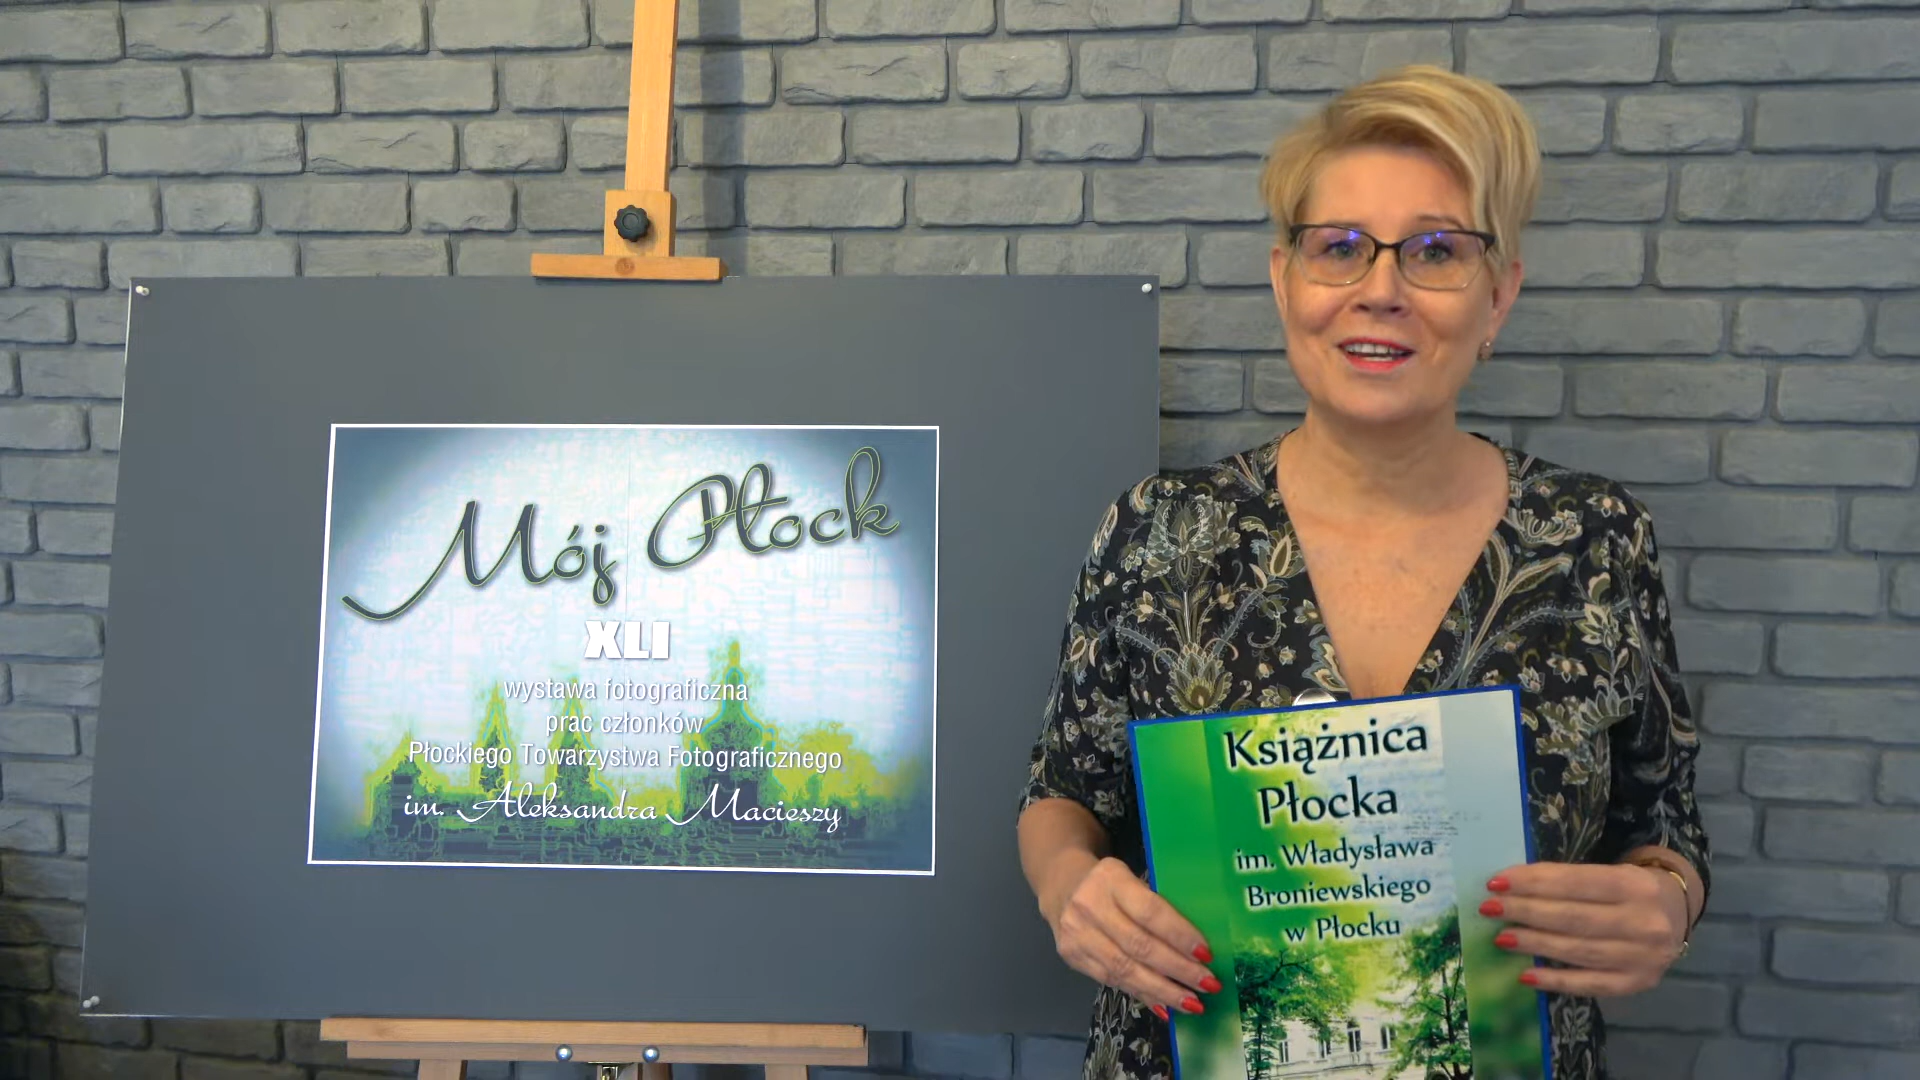 Mój Płock
XLI
wystawa fotograficzna
prac członków
Płockiego Towarzystwa Fotograficznego
im. Aleksandra Macieszy
Książnica
Płocka
im. Władysława
Broniewskiego
w Płocku